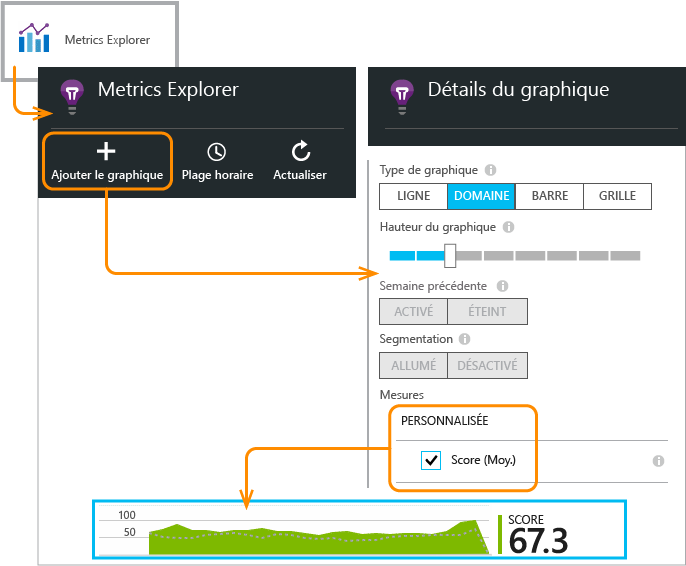 Metrics Explorer
Metrics Explorer
Ajouter le graphique
Plage horaire
Actualiser
Détails du graphique
Type de graphique
LIGNE
DOMAINE
BARRE
GRILLE
Hauteur du graphique
Semaine précédente
ACTIVÉ
ÉTEINT
Segmentation
ALLUMÉ
DÉSACTIVÉ
Mesures
PERSONNALISÉE
Score (Moy.)
100
50
SCORE
67.3